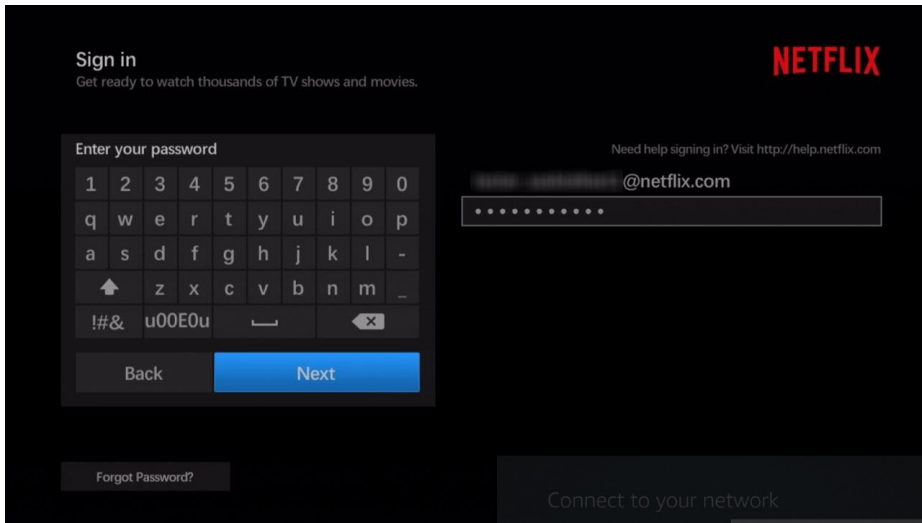 Sign in
Get ready to watch thousands of TV shows and movies.
NETFLIX
Enter your password
1 2 3 4 5 6 7 8 9 0
q w e r t y u i o p
a s d f g h j k l -
z x c v b n m _
!#& u00E0u
Back Next
Forgot Password?
Need help signing in? Visit http://help.netflix.com
@netflix.com
Connect to your network